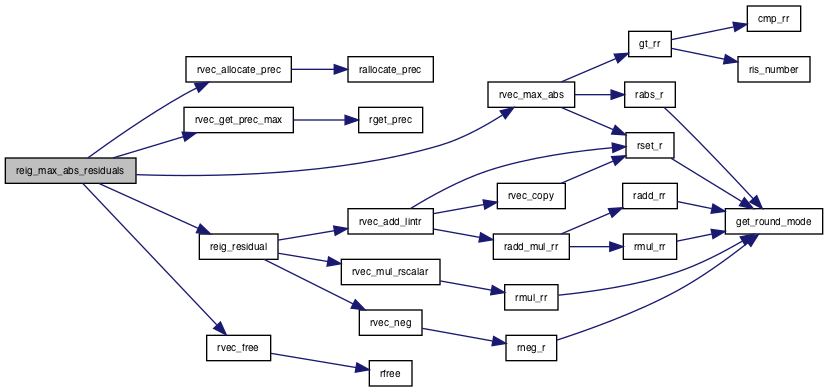 cmp_rr
gt_rr
ris_number
rvec_allocate_prec
rallocate_prec
rvec_max_abs
rabs_r
rvec_get_prec_max
rget_prec
rset_r
reig_max_abs_residuals
rvec_copy
radd_rr
rvec_add_lintr
get_round_mode
reig_residual
radd_mul_rr
rmul_rr
rvec_mul_rscalar
rmul_rr
rvec_neg
rvec_free
rneg_r
rfree